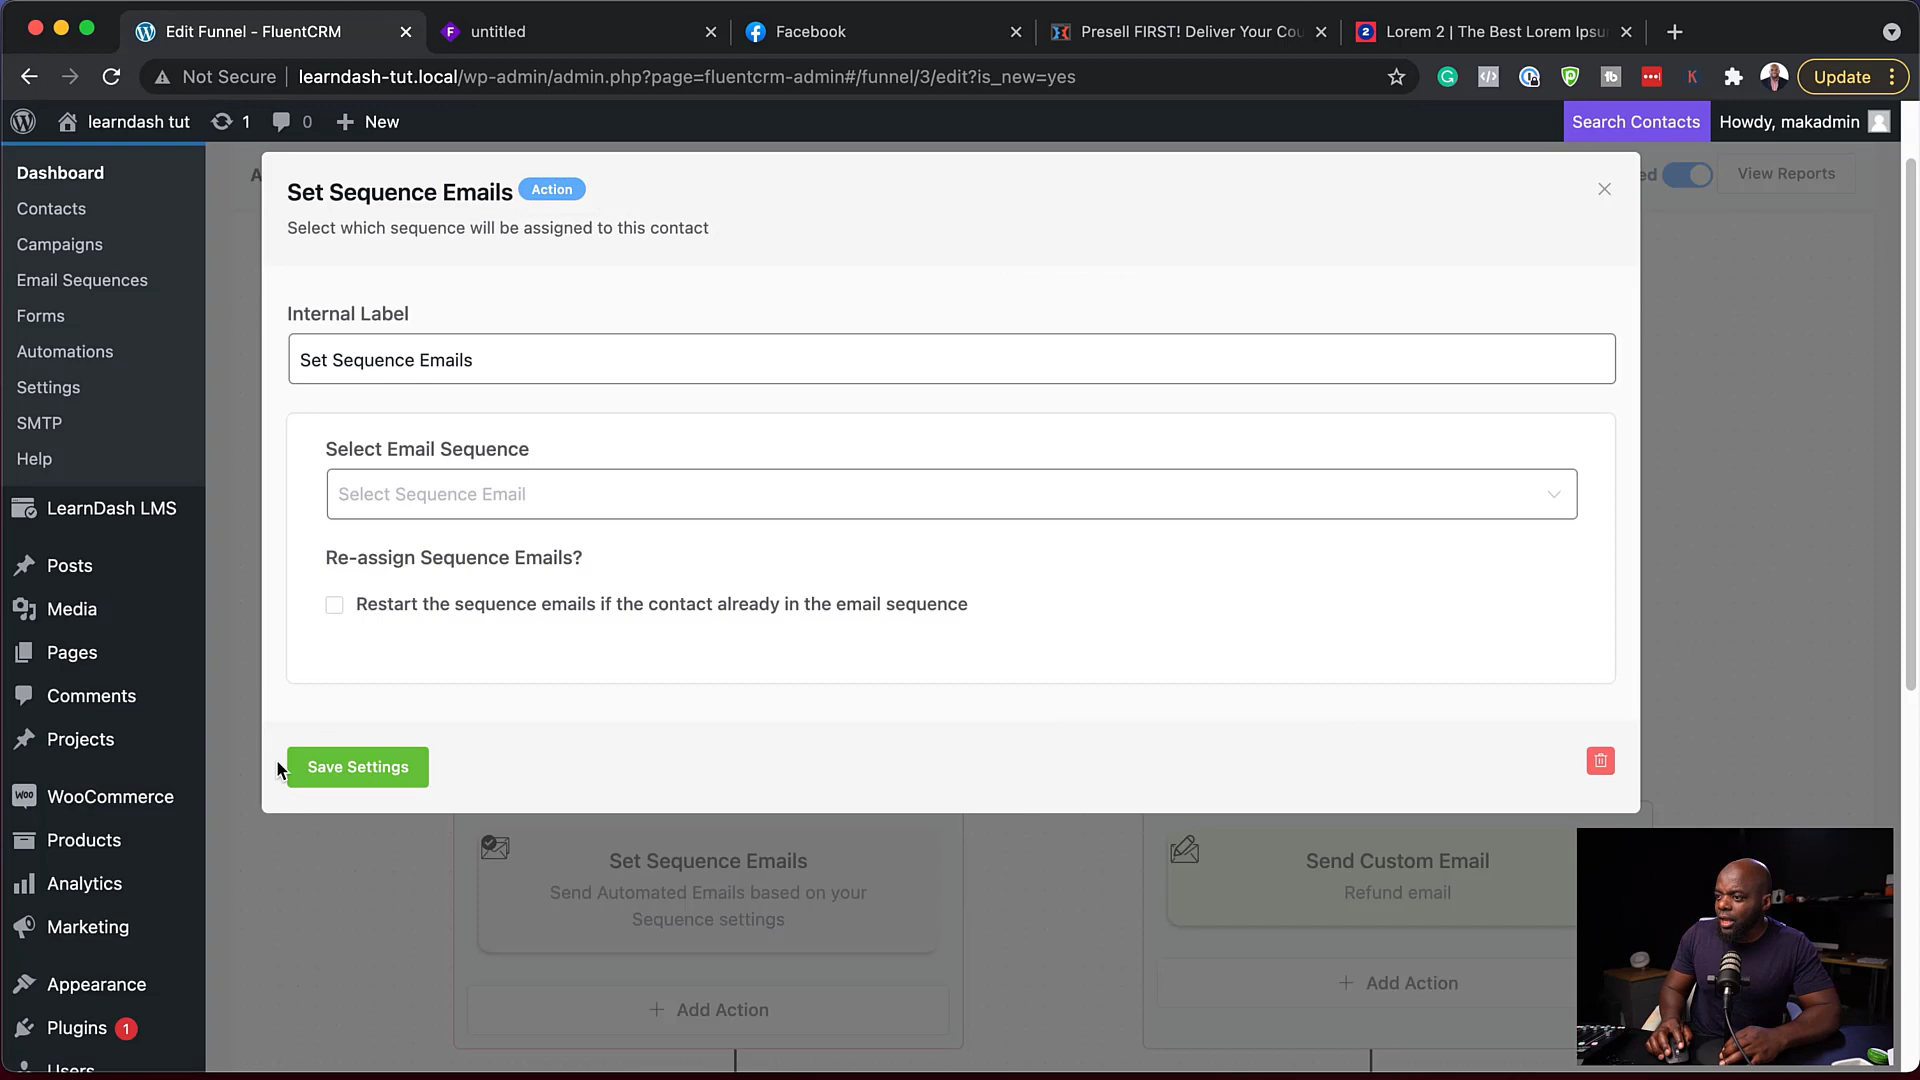 Edit Funnel - FluentCRM
untitled
Facebook
Presell FIRST! Deliver Your Cou
Lorem 2 | The Best Lorem Ipsu
Not Secure
learndash-tut.local/wp-admin/admin.php?page=fluentcrm-admin#/funnel/3/edit?is_new=yes
Update
learndash tut
1
0
New
Search Contacts
Howdy, makadmin
Dashboard
Contacts
Campaigns
Email Sequences
Forms
Automations
Settings
SMTP
Help
LearnDash LMS
Posts
Media
Pages
Comments
Projects
WooCommerce
Products
Analytics
Marketing
Appearance
Plugins 1
Users
ed
View Reports
Set Sequence Emails
Action
Select which sequence will be assigned to this contact
Internal Label
Set Sequence Emails
Select Email Sequence
Select Sequence Email
Re-assign Sequence Emails?
Restart the sequence emails if the contact already in the email sequence
Save Settings
Set Sequence Emails
Send Automated Emails based on your
Sequence settings
Add Action
Send Custom Email
Refund email
Add Action